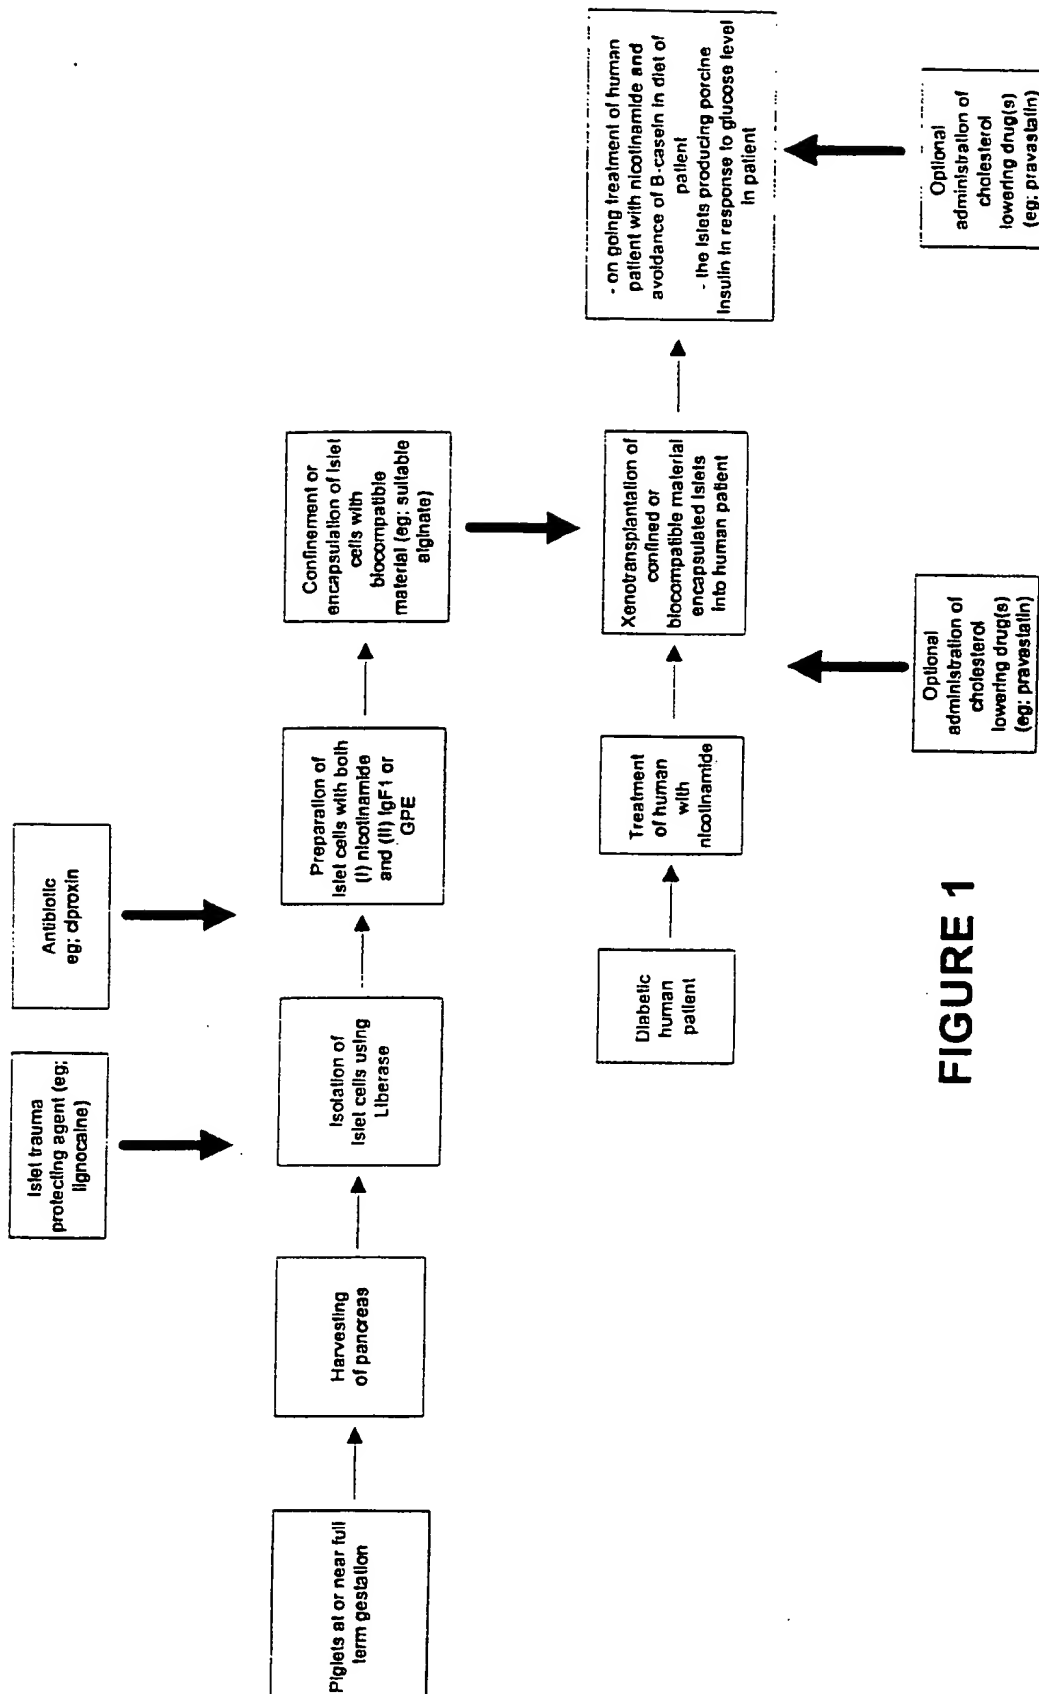 Islet trauma
protecting agent (eg;
lignocaine)
Antibiotic
eg; ciproxin
Piglets at or near full
term gestation
Harvesting
of pancreas
Isolation of
Islet cells using
Liberase
Preparation of
Islet cells with both
(i) nicotinamide
and (ii) IgF1 or
GPE
Confinement or
encapsulation of Islet
cells with
biocompatible
material (eg; suitable
alginate)
Diabetic
human
patient
Treatment
of human
with
nicotinamide
Xenotransplantation of
confined or
biocompatible material
encapsulated Islets
into human patient
- on going treatment of human
patient with nicotinamide and
avoidance of B-casein in diet of
patient
- the Islets producing porcine
Insulin in response to glucose level
in patient
Optional
administration of
cholesterol
lowering drug(s)
(eg; pravastatin)
Optional
administration of
cholesterol
lowering drug(s)
(eg; pravastatin)
FIGURE 1